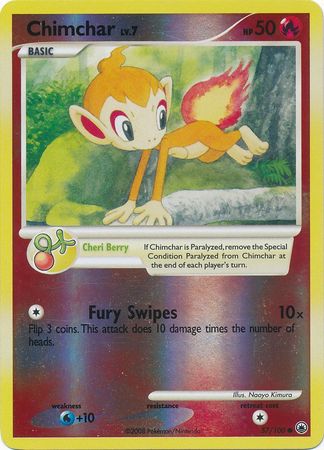 Chimchar LV.7 HP 50
BASIC
Cheri Berry
If Chimchar is Paralyzed, remove the Special
Condition Paralyzed from Chimchar at
the end of each player's turn.
Fury Swipes 10×
Flip 3 coins. This attack does 10 damage times the number of
heads.
Illus. Naoyo Kimura
weakness resistance retreat cost
+10
©2008 Pokémon/Nintendo 57/100